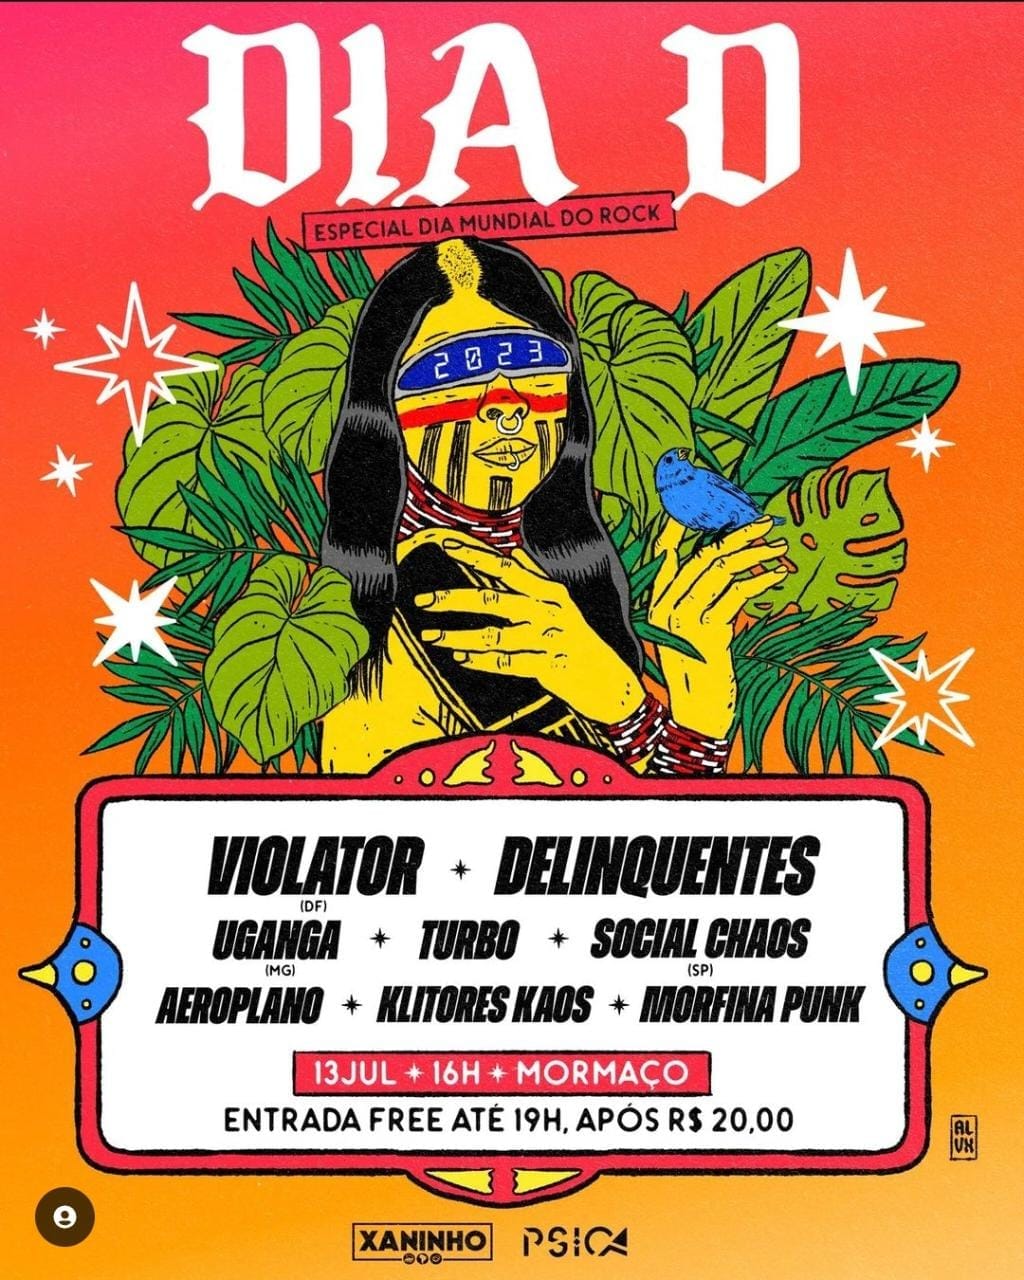 DIA D
ESPECIAL DIA MUNDIAL DO ROCK
2023
VIOLATOR ✦ DELINQUENTES
(DF)
UGANGA ✦ TURBO ✦ SOCIAL CHAOS
(MG) (SP)
AEROPLANO ✦ KLITORES KAOS ✦ MORFINA PUNK
13JUL ✦ 16H ✦ MORMAÇO
ENTRADA FREE ATÉ 19H, APÓS R$ 20,00
AL
VX
XANINHO
PSICA